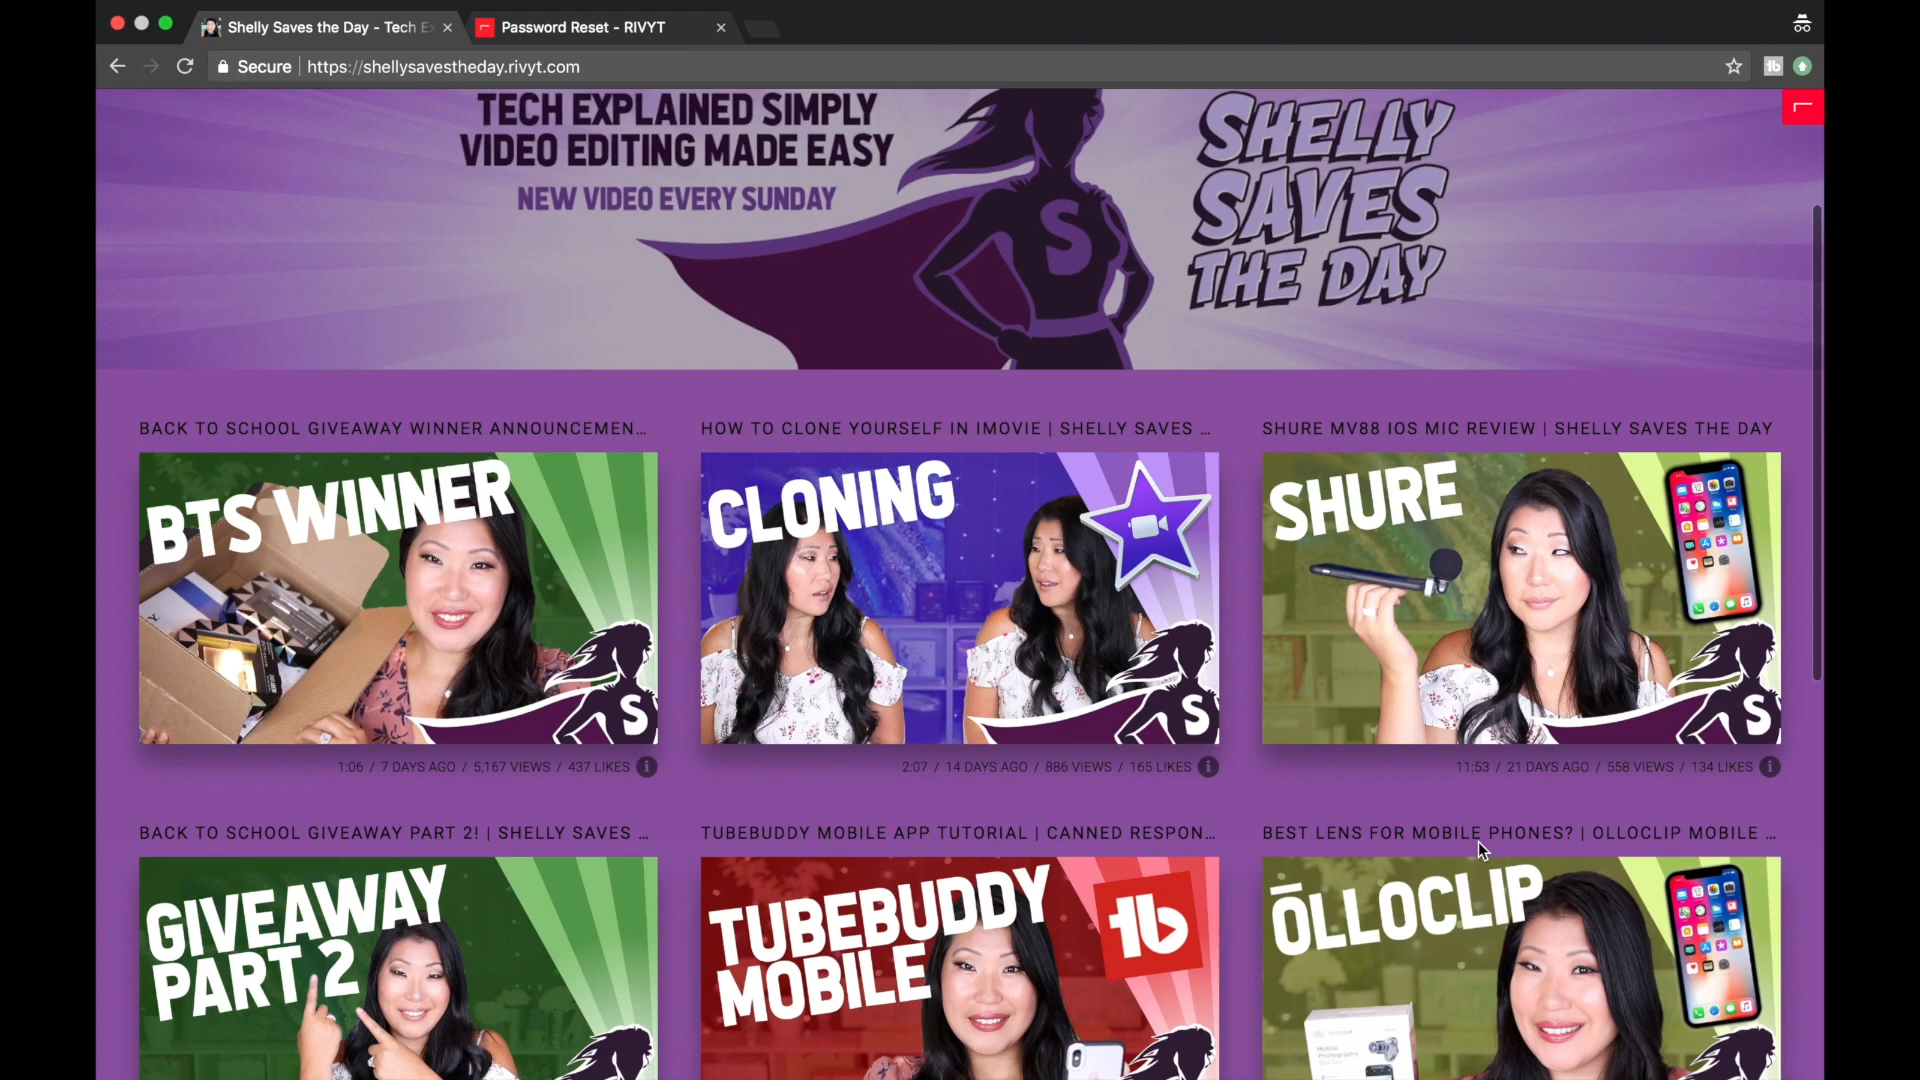 Shelly Saves the Day - Tech E
Password Reset - RIVYT
Secure
https://shellysavestheday.rivyt.com
TECH EXPLAINED SIMPLY
VIDEO EDITING MADE EASY
NEW VIDEO EVERY SUNDAY
S
SHELLY
SAVES
THE DAY
BACK TO SCHOOL GIVEAWAY WINNER ANNOUNCEMEN...
HOW TO CLONE YOURSELF IN IMOVIE | SHELLY SAVES ...
SHURE MV88 IOS MIC REVIEW | SHELLY SAVES THE DAY
BTS WINNER
S
CLONING
S
SHURE
S
1:06 / 7 DAYS AGO / 5,167 VIEWS / 437 LIKES
2:07 / 14 DAYS AGO / 886 VIEWS / 165 LIKES
11:53 / 21 DAYS AGO / 558 VIEWS / 134 LIKES
BACK TO SCHOOL GIVEAWAY PART 2! | SHELLY SAVES ...
TUBEBUDDY MOBILE APP TUTORIAL | CANNED RESPON...
BEST LENS FOR MOBILE PHONES? | OLLOCLIP MOBILE ...
GIVEAWAY
PART 2
TUBEBUDDY
MOBILE
tb
ŌLLOCLIP